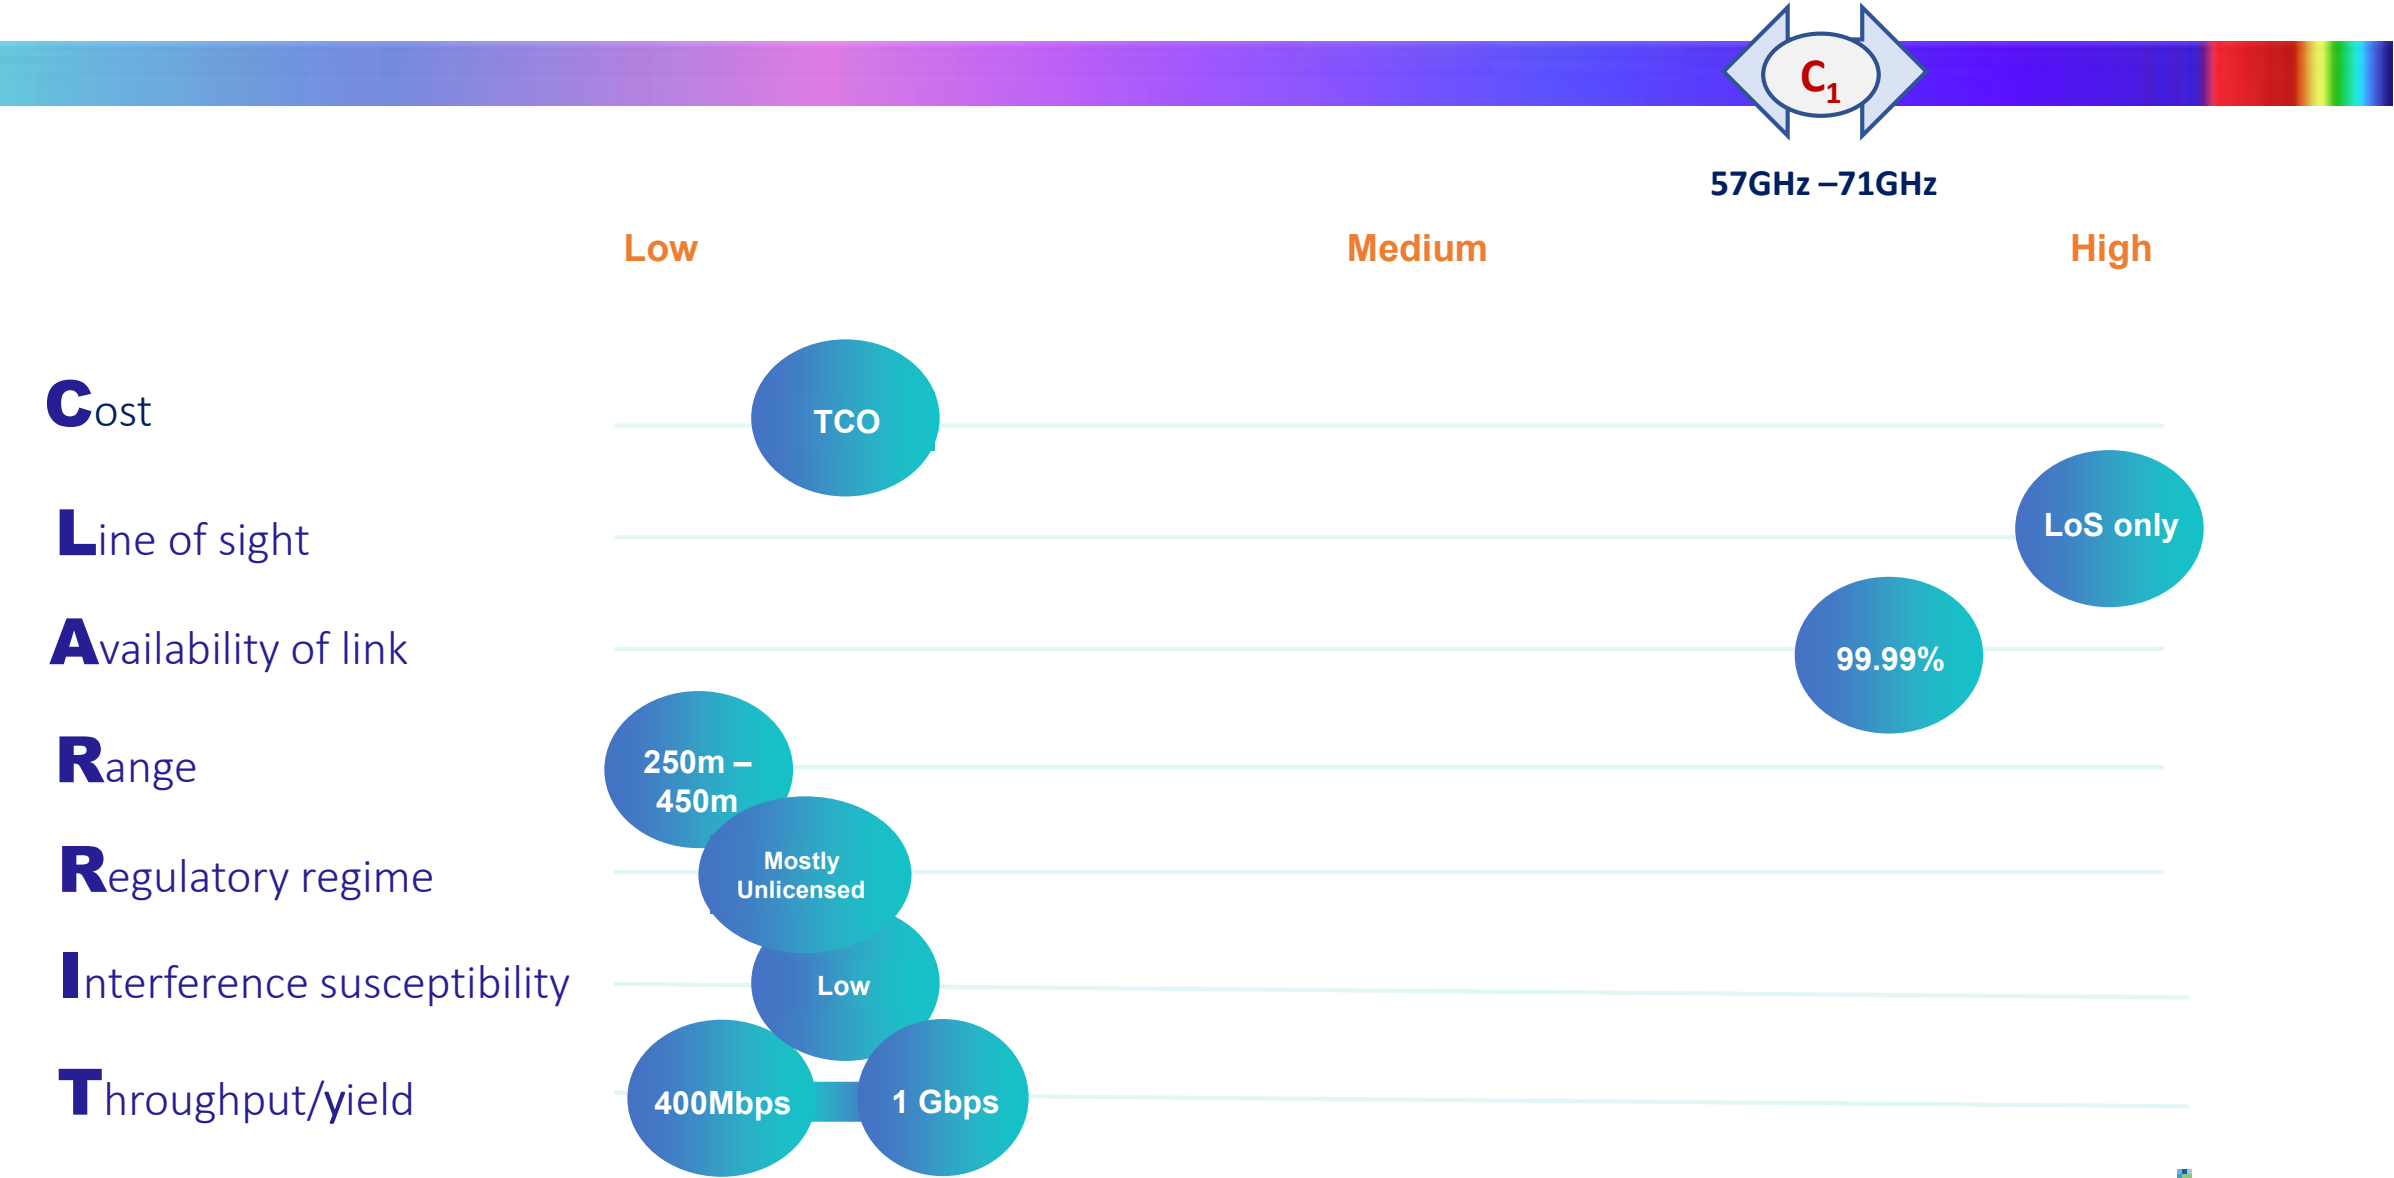 C₁
57GHz –71GHz
Low
Medium
High
Cost
TCO
Line of sight
LoS only
Availability of link
99.99%
Range
250m –
450m
Regulatory regime
Mostly
Unlicensed
Interference susceptibility
Low
Throughput/yield
400Mbps
1 Gbps